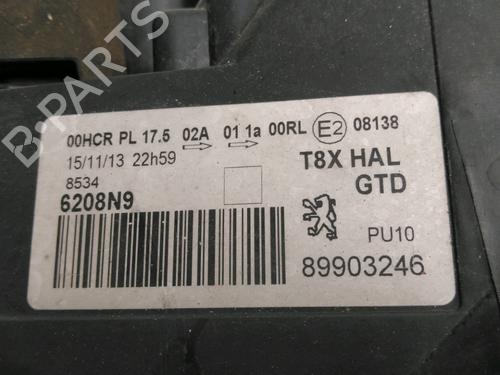 00HCR PL 17.5 02A 01 1a 00RL E2 08138
15/11/13 22h59
8534
6208N9
T8X HAL
GTD
PU10
89903246
B-PARTS